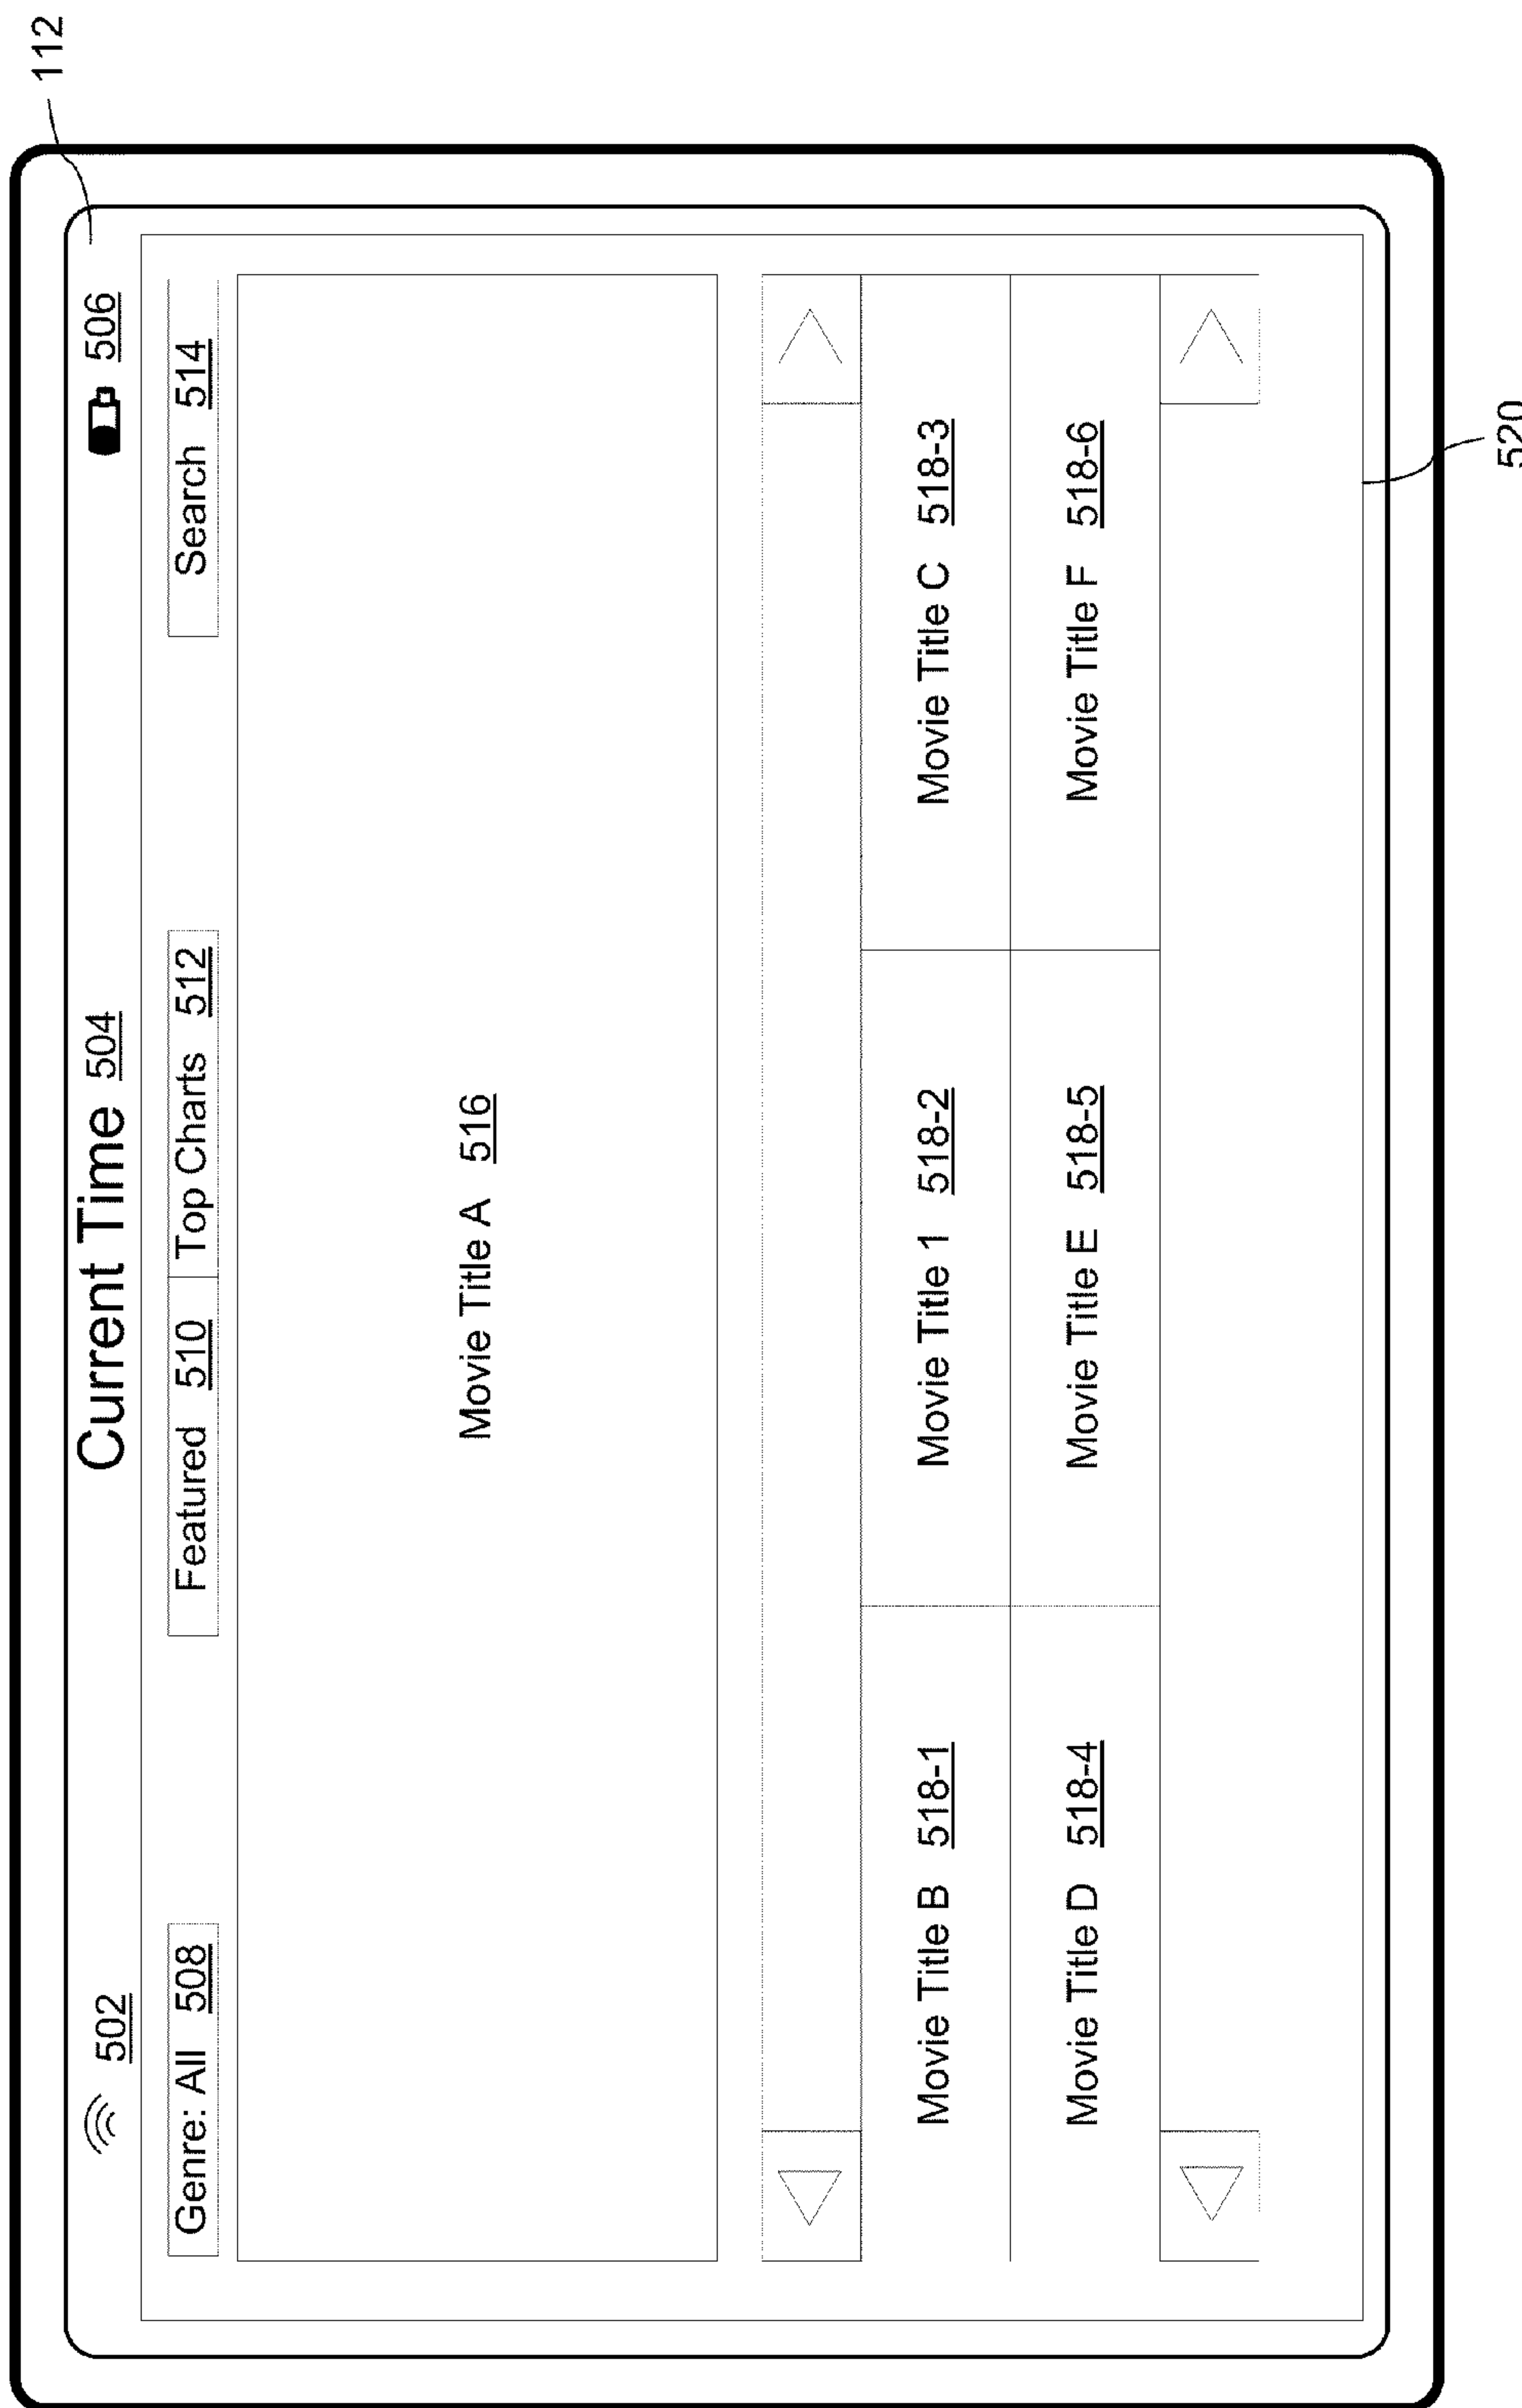 112
502
Current Time 504
506
Genre: All 508
Featured 510
Top Charts 512
Search 514
Movie Title A 516
Movie Title B 518-1
Movie Title 1 518-2
Movie Title C 518-3
Movie Title D 518-4
Movie Title E 518-5
Movie Title F 518-6
520